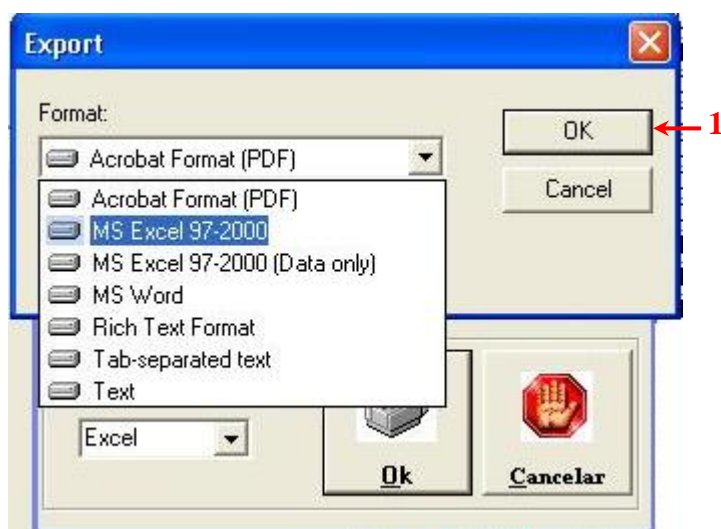 Export
Format:
Acrobat Format (PDF)
OK
1
Cancel
Acrobat Format (PDF)
MS Excel 97-2000
MS Excel 97-2000 (Data only)
MS Word
Rich Text Format
Tab-separated text
Text
Excel
Ok
Cancelar